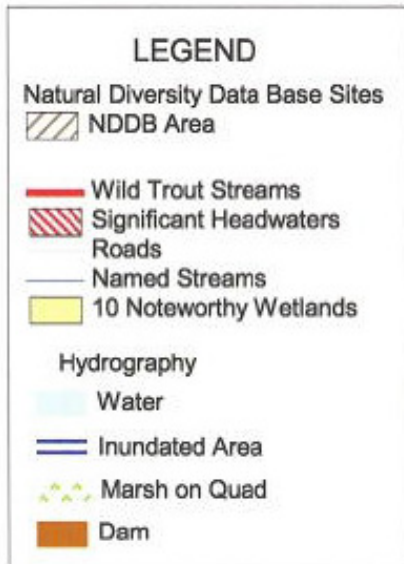 LEGEND
Natural Diversity Data Base Sites
NDDB Area
Wild Trout Streams
Significant Headwaters
Roads
Named Streams
10 Noteworthy Wetlands
Hydrography
Water
Inundated Area
Marsh on Quad
Dam